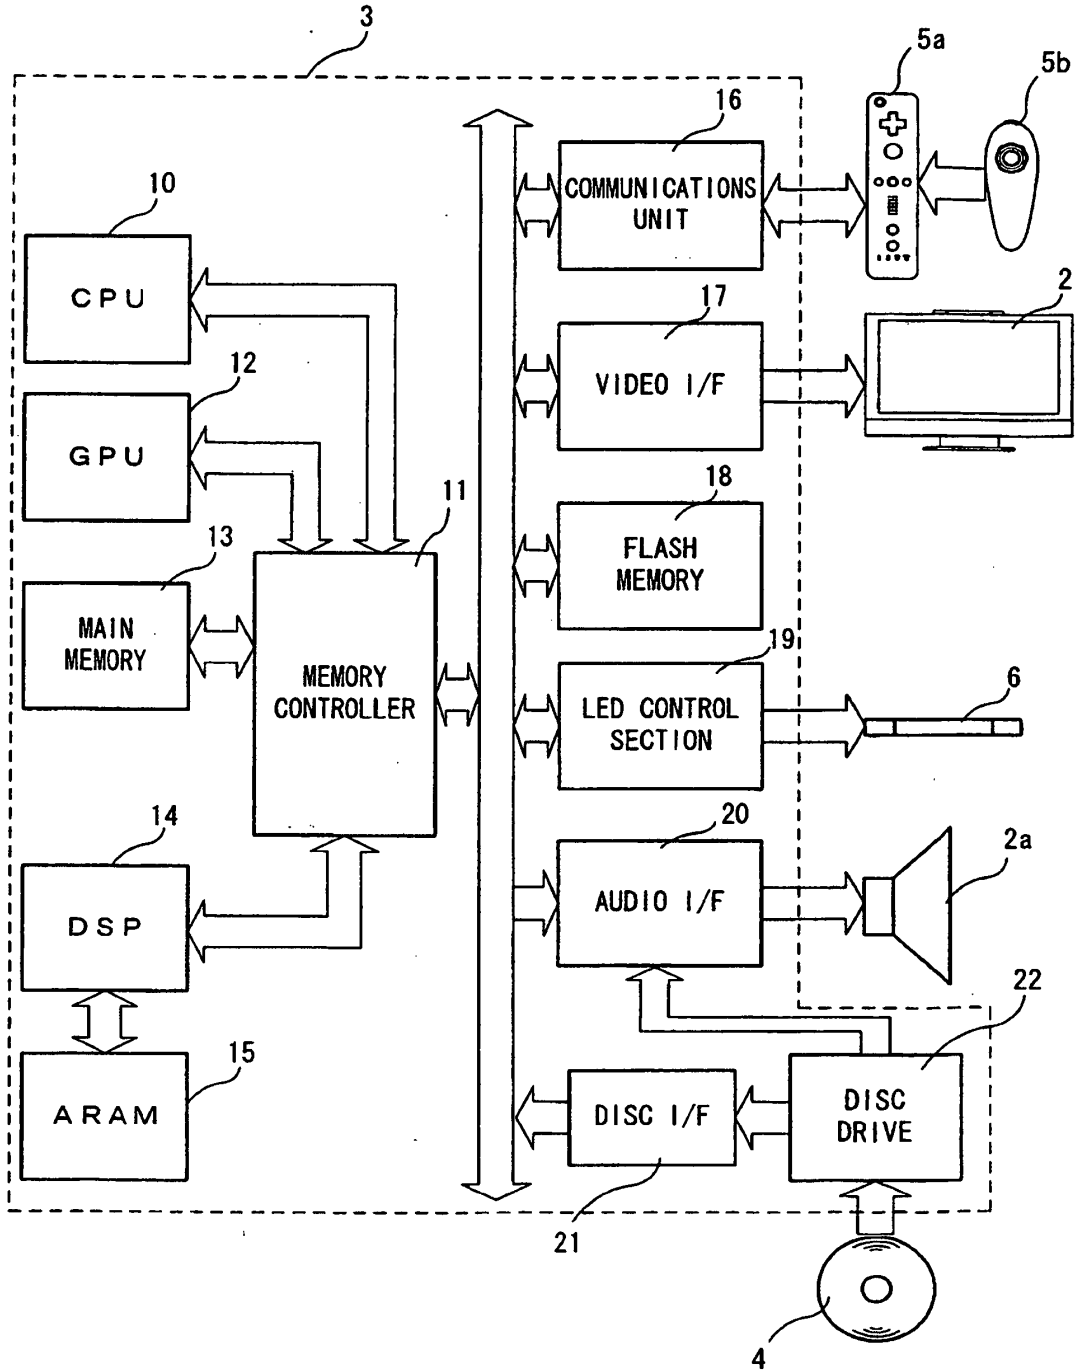 3
5a
5b
16
COMMUNICATIONS
UNIT
10
CPU
17
2
VIDEO I/F
12
GPU
11
18
FLASH
MEMORY
13
MAIN
MEMORY
19
MEMORY
CONTROLLER
LED CONTROL
SECTION
6
14
20
2a
DSP
AUDIO I/F
22
15
ARAM
DISC I/F
DISC
DRIVE
21
4